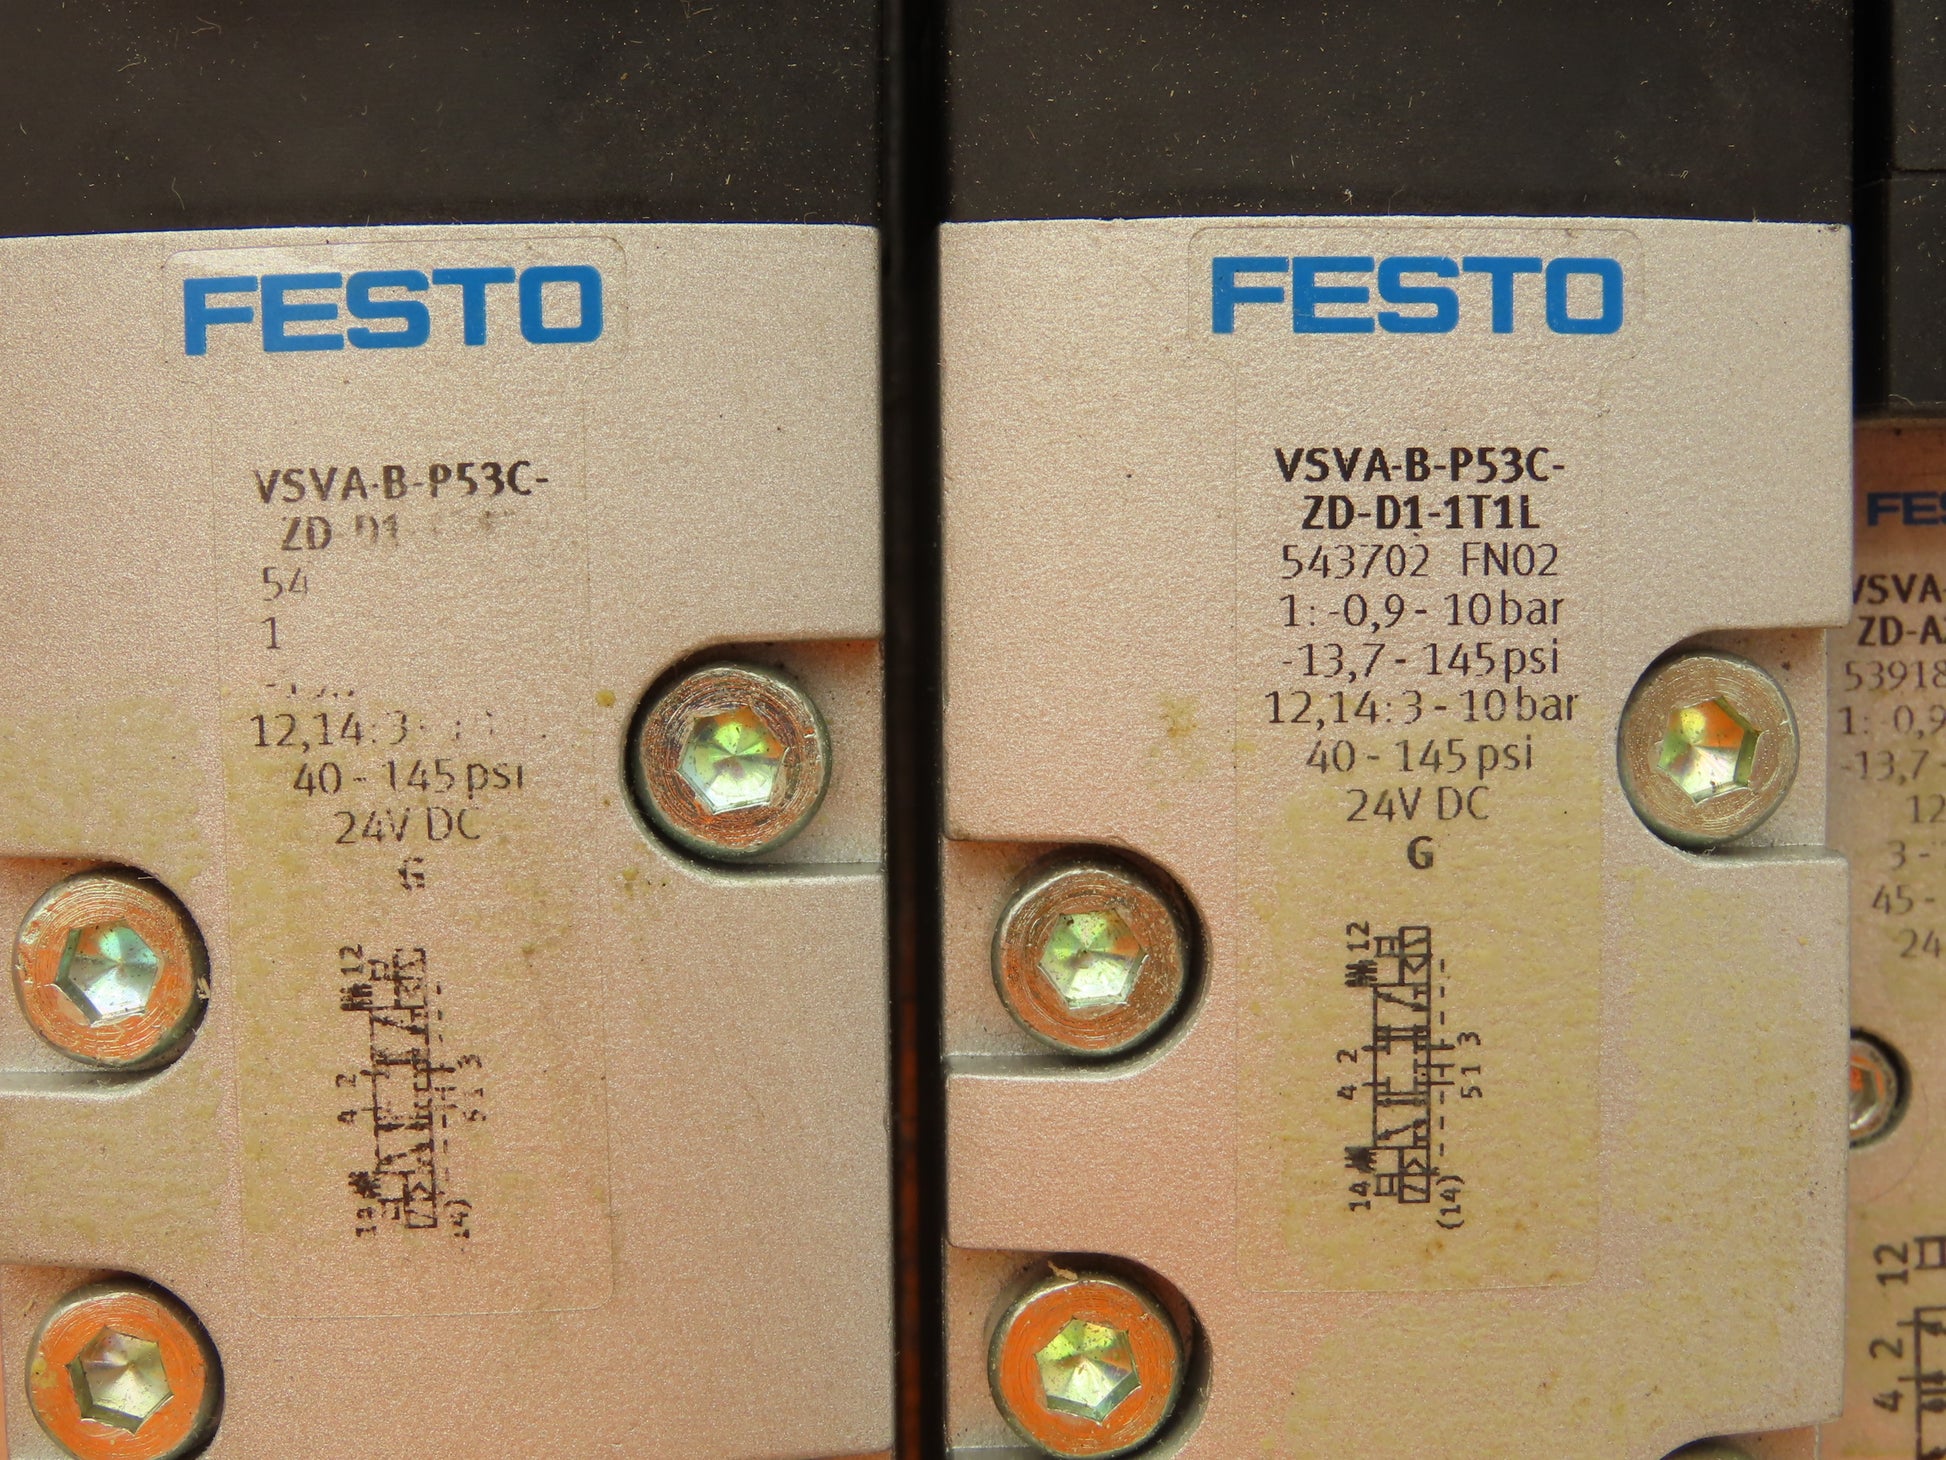 FESTO
VSVA-B-P53C-
ZD-D1-
54
1
12,14:3-
40 - 145 psi
24V DC
12
4 2
5 1 3
14
FESTO
VSVA-B-P53C-
ZD-D1-1T1L
543702 FN02
1: -0,9 - 10 bar
-13,7 - 145 psi
12,14: 3 - 10 bar
40 - 145 psi
24V DC
G
12
4 2
5 1 3
14
(14)
FES
VSVA-
ZD-A
53918
1: -0,9
-13,7 -
12
3 -
45 -
24
12
4 2